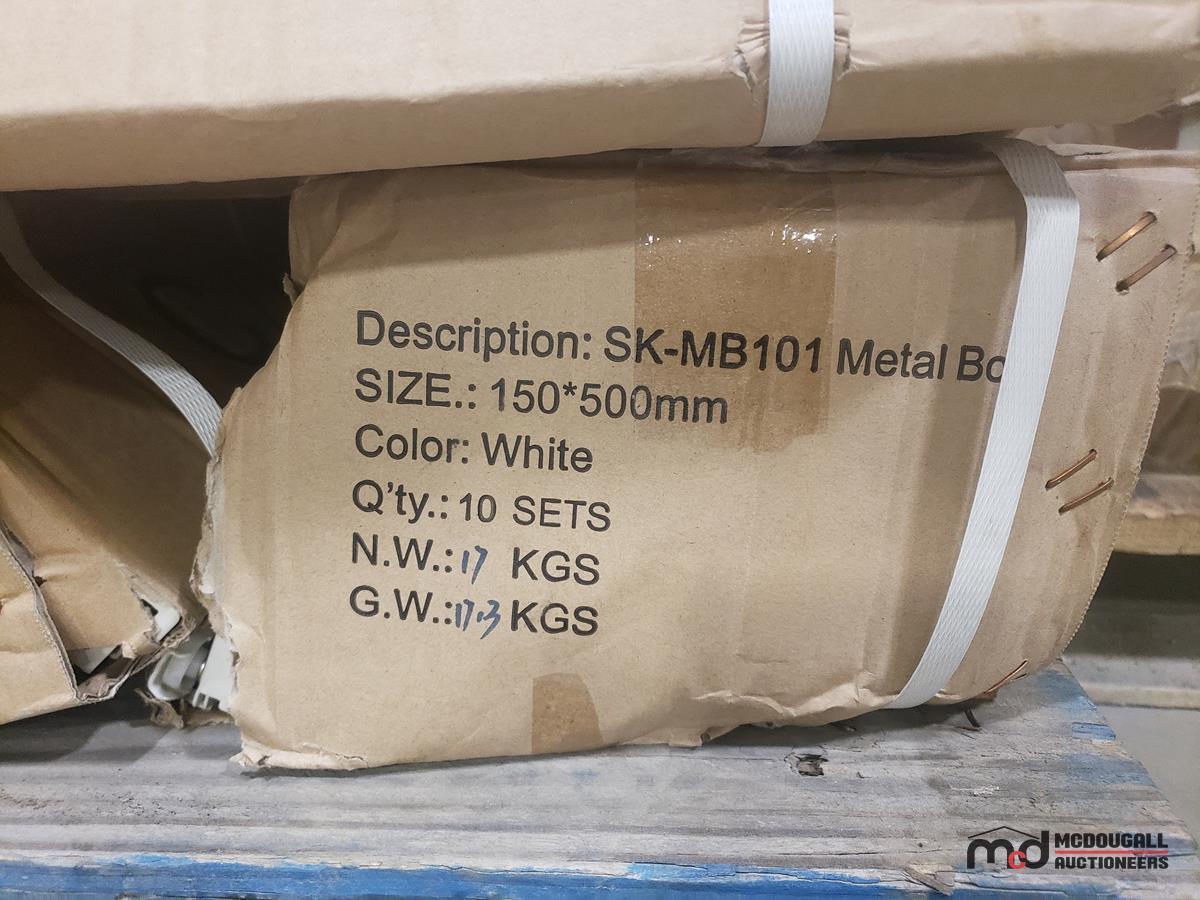 Description: SK-MB101 Metal Bo
SIZE.: 150*500mm
Color: White
Q'ty.: 10 SETS
N.W.: 17 KGS
G.W.: 17.3 KGS
mcd MCDOUGALL
AUCTIONEERS